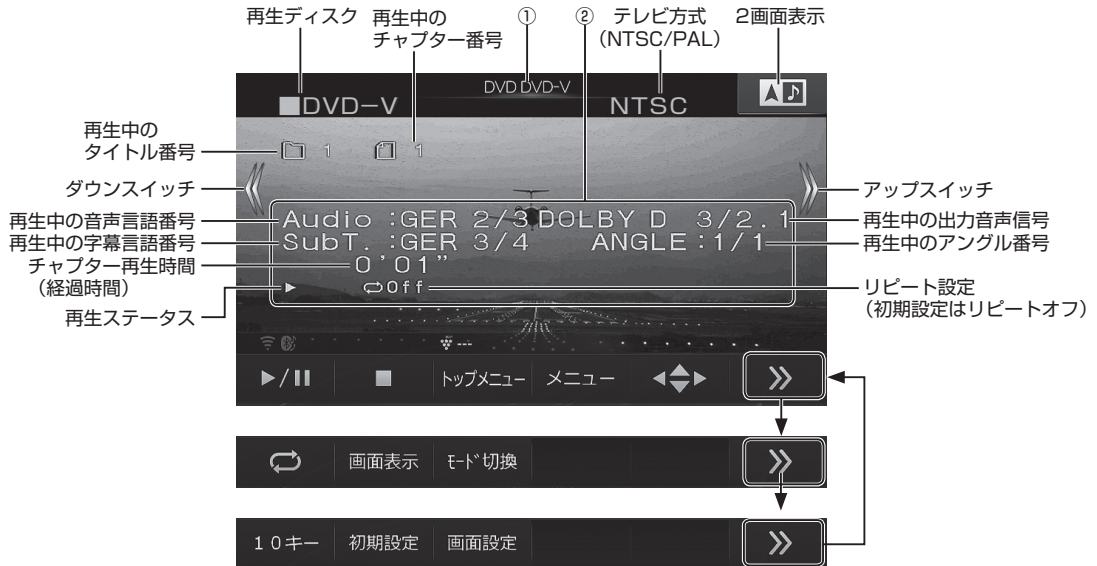 再生ディスク
再生中の
チャプター番号
①
②
テレビ方式
（NTSC/PAL）
2画面表示
DVD-V
DVD DVD-V
NTSC
再生中の
タイトル番号
1
1
ダウンスイッチ
アップスイッチ
再生中の音声言語番号
Audio :GER 2/3 DOLBY D 3/2.1
再生中の出力音声信号
再生中の字幕言語番号
SubT. :GER 3/4 ANGLE:1/1
再生中のアングル番号
チャプター再生時間
（経過時間）
0'01”
Off
リピート設定
（初期設定はリピートオフ）
再生ステータス
---
トップメニュー
メニュー
画面表示
ﾓｰﾄﾞ切換
10キー
初期設定
画面設定